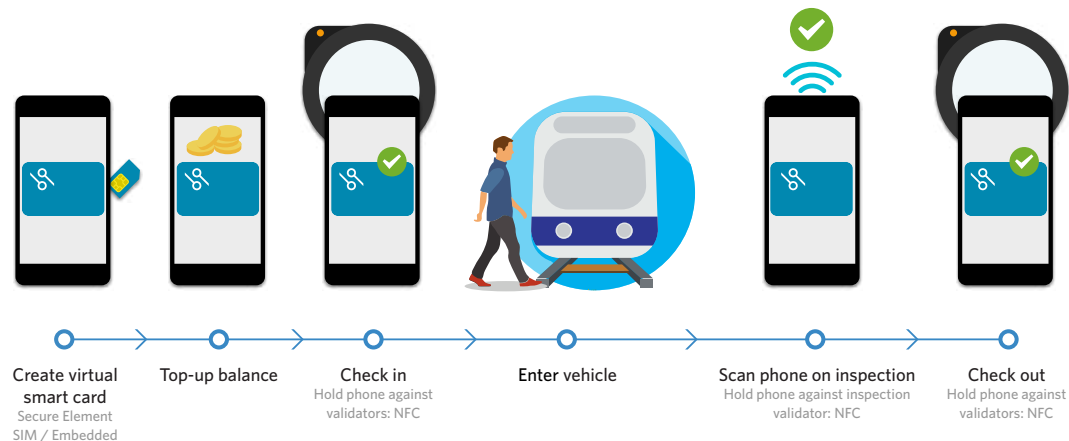 Create virtual
smart card
Secure Element
SIM / Embedded
Top-up balance
Check in
Hold phone against
validators: NFC
Enter vehicle
Scan phone on inspection
Hold phone against inspection
validator: NFC
Check out
Hold phone against
validators: NFC